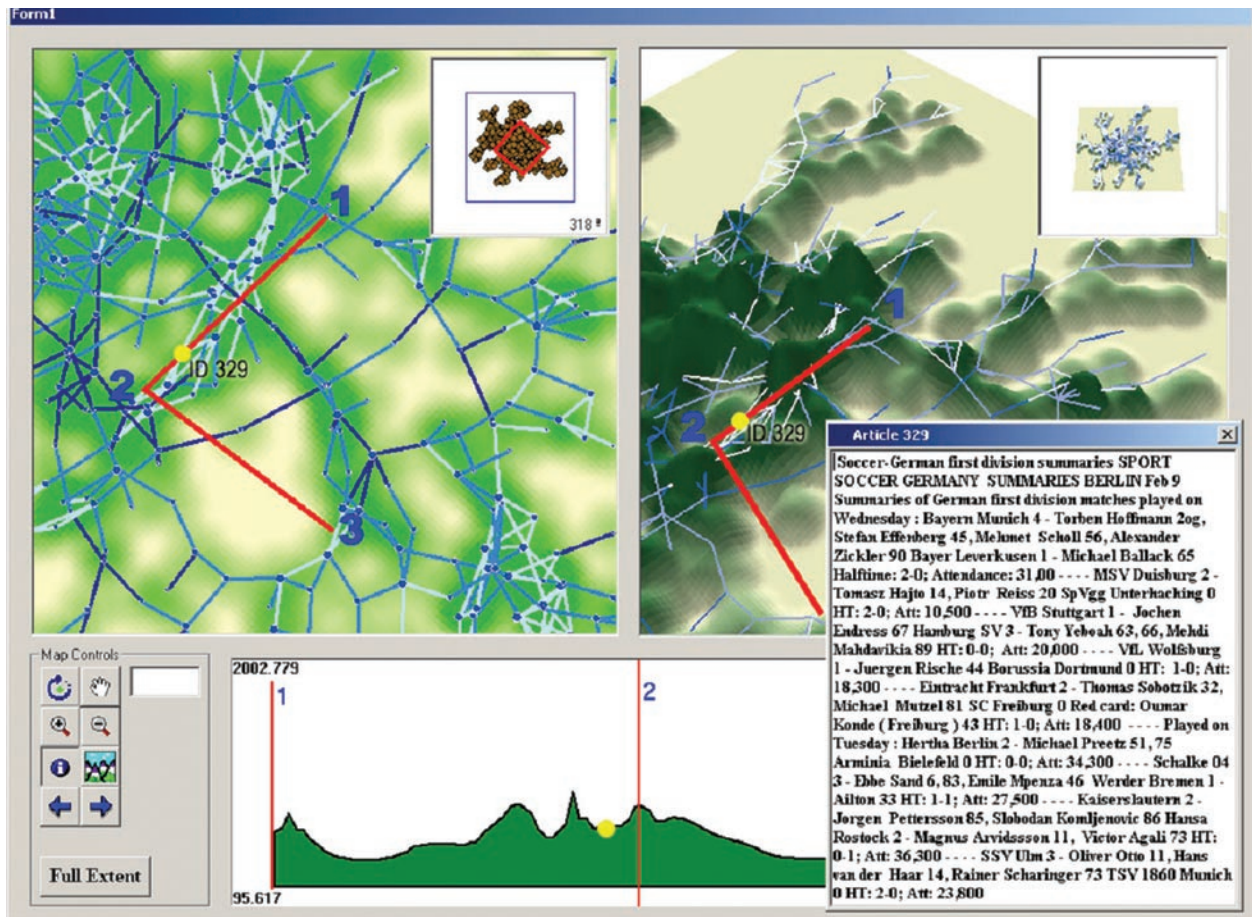 Form1
318 °
1
ID 329
2
3
1
2
ID 329
Article 329
Soccer-German first division summaries SPORT
SOCCER GERMANY SUMMARIES BERLIN Feb 9
Summaries of German first division matches played on
Wednesday : Bayern Munich 4 - Torben Hoffmann 2og,
Stefan Effenberg 45, Mehmet Scholl 56, Alexander
Zickler 90 Bayer Leverkusen 1 - Michael Ballack 65
Halftime: 2-0; Attendance: 31,00 - - - - MSV Duisburg 2 -
Tomasz Hajto 14, Piotr Reiss 20 SpVgg Unterhaching 0
HT: 2-0; Att: 10,500 - - - - VfB Stuttgart 1 - Jochen
Endress 67 Hamburg SV 3 - Tony Yeboah 63, 66, Mehdi
Mahdavikia 89 HT: 0-0; Att: 20,000 - - - - VfL Wolfsburg
1 - Juergen Rische 44 Borussia Dortmund 0 HT: 1-0; Att:
18,300 - - - - Eintracht Frankfurt 2 - Thomas Sobotzik 32,
Michael Mutzel 81 SC Freiburg 0 Red card: Oumar
Konde ( Freiburg ) 43 HT: 1-0; Att: 18,400 - - - - Played on
Tuesday : Hertha Berlin 2 - Michael Preetz 51, 75
Arminia Bielefeld 0 HT: 0-0; Att: 34,300 - - - - Schalke 04
3 - Ebbe Sand 6, 83, Emile Mpenza 46 Werder Bremen 1 -
Ailton 33 HT: 1-1; Att: 27,500 - - - - Kaiserslautern 2 -
Jorgen Pettersson 85, Slobodan Komljenovic 86 Hansa
Rostock 2 - Magnus Arvidssson 11, Victor Agali 73 HT:
0-1; Att: 36,300 - - - - SSV Ulm 3 - Oliver Otto 11, Hans
van der Haar 14, Rainer Scharinger 73 TSV 1860 Munich
0 HT: 2-0; Att: 23,800
Map Controls
Full Extent
2002.779
1
2
95.617